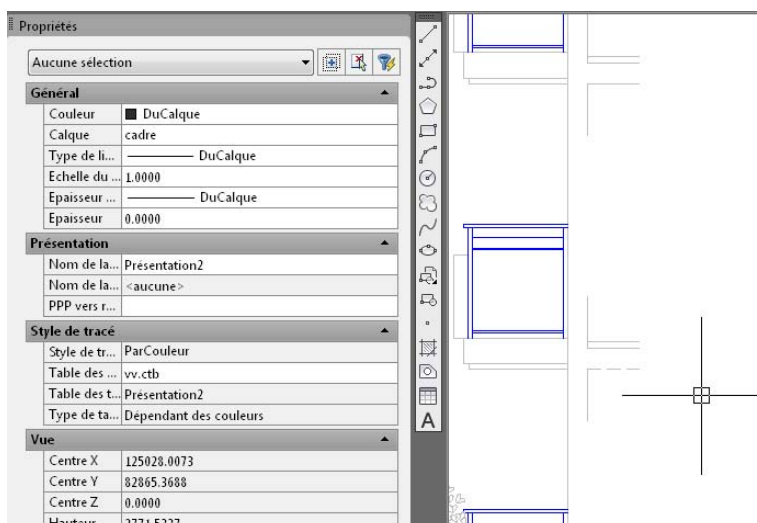 Propriétés
Aucune sélection
Général
Couleur DuCalque
Calque cadre
Type de li... DuCalque
Echelle du ... 1.0000
Epaisseur ... DuCalque
Epaisseur 0.0000
Présentation
Nom de la... Présentation2
Nom de la... <aucune>
PPP vers r...
Style de tracé
Style de tr... ParCouleur
Table des ... vv.ctb
Table des t... Présentation2
Type de ta... Dépendant des couleurs
Vue
Centre X 125028.0073
Centre Y 82865.3688
Centre Z 0.0000
Hauteur
A